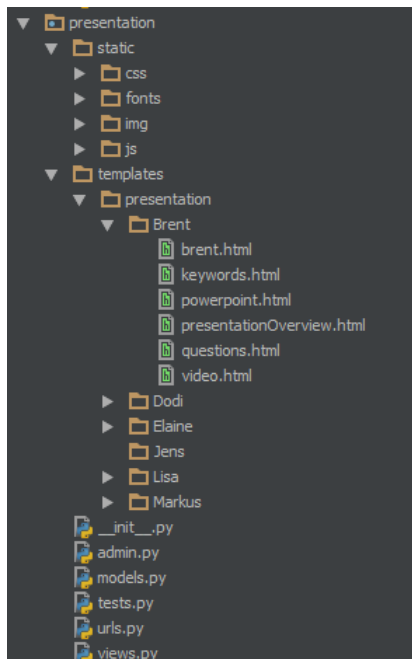 presentation
static
css
fonts
img
js
templates
presentation
Brent
brent.html
keywords.html
powerpoint.html
presentationOverview.html
questions.html
video.html
Dodi
Elaine
Jens
Lisa
Markus
__init__.py
admin.py
models.py
tests.py
urls.py
views.py